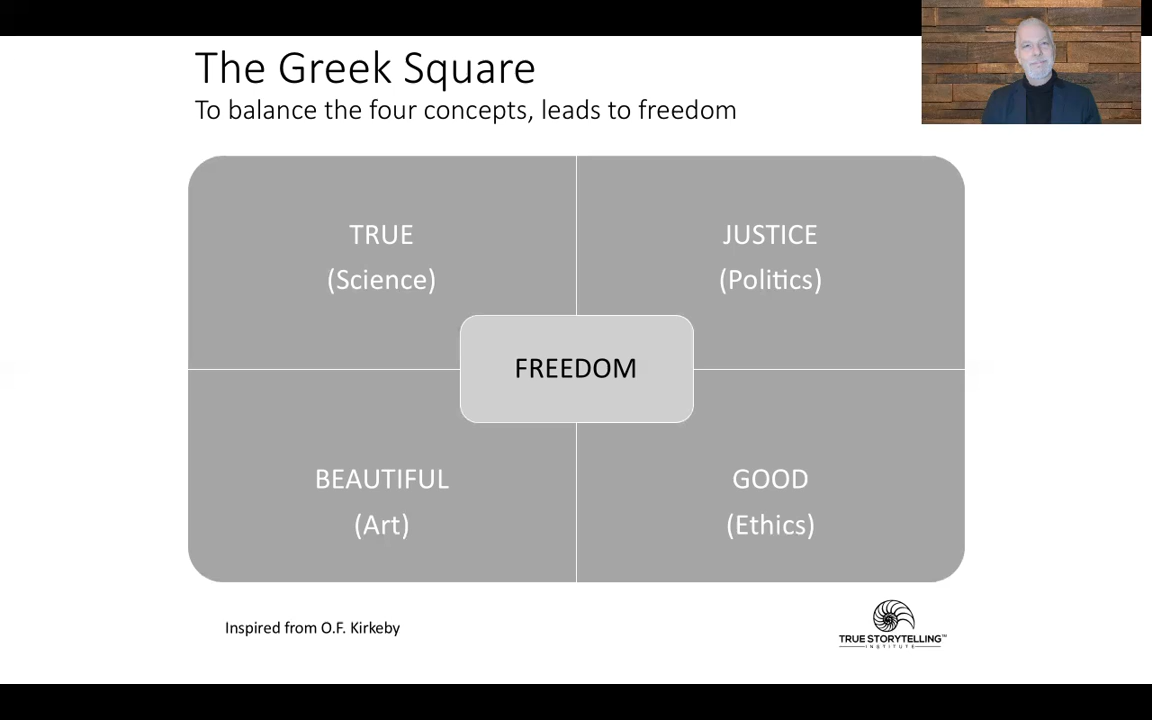 The Greek Square
To balance the four concepts, leads to freedom
TRUE
(Science)
JUSTICE
(Politics)
FREEDOM
BEAUTIFUL
(Art)
GOOD
(Ethics)
Inspired from O.F. Kirkeby
TRUE STORYTELLING™
INSTITUTE